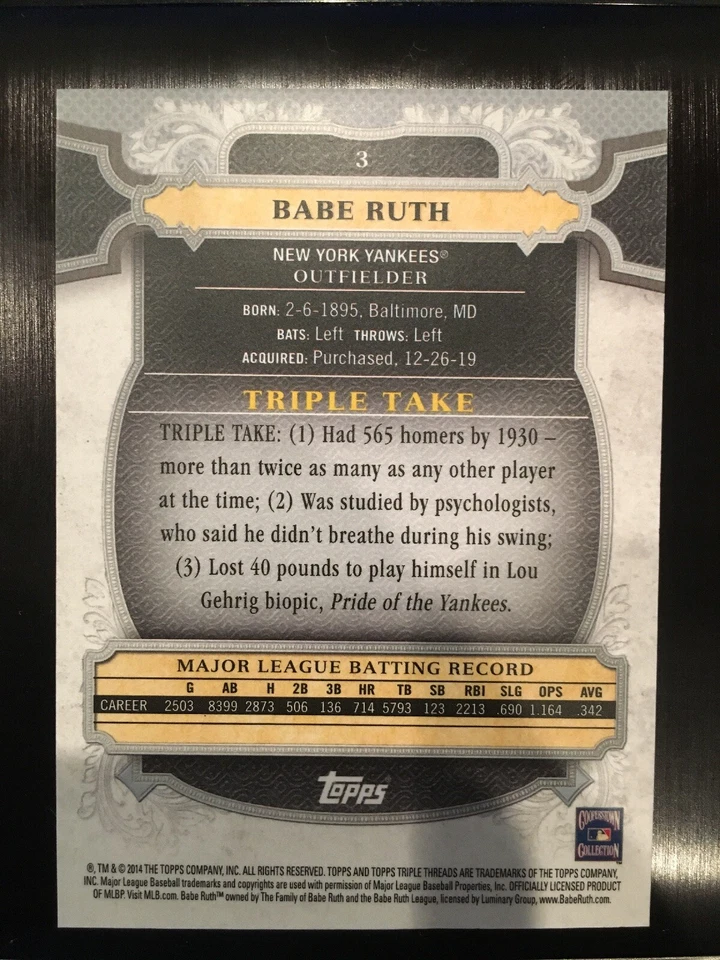 3
BABE RUTH
NEW YORK YANKEES®
OUTFIELDER
BORN: 2-6-1895, Baltimore, MD
BATS: Left THROWS: Left
ACQUIRED: Purchased, 12-26-19
TRIPLE TAKE
TRIPLE TAKE: (1) Had 565 homers by 1930 –
more than twice as many as any other player
at the time; (2) Was studied by psychologists,
who said he didn't breathe during his swing;
(3) Lost 40 pounds to play himself in Lou
Gehrig biopic, Pride of the Yankees.
MAJOR LEAGUE BATTING RECORD
G AB H 2B 3B HR TB SB RBI SLG OPS AVG
CAREER 2503 8399 2873 506 136 714 5793 123 2213 .690 1.164 .342
Topps
COOPERSTOWN
COLLECTION
®, TM & © 2014 THE TOPPS COMPANY, INC. ALL RIGHTS RESERVED. TOPPS AND TOPPS TRIPLE THREADS ARE TRADEMARKS OF THE TOPPS COMPANY,
INC. Major League Baseball trademarks and copyrights are used with permission of Major League Baseball Properties, Inc. OFFICIALLY LICENSED PRODUCT
OF MLBP. Visit MLB.com. Babe Ruth™ owned by The Family of Babe Ruth and the Babe Ruth League, licensed by Luminary Group, www.BabeRuth.com.